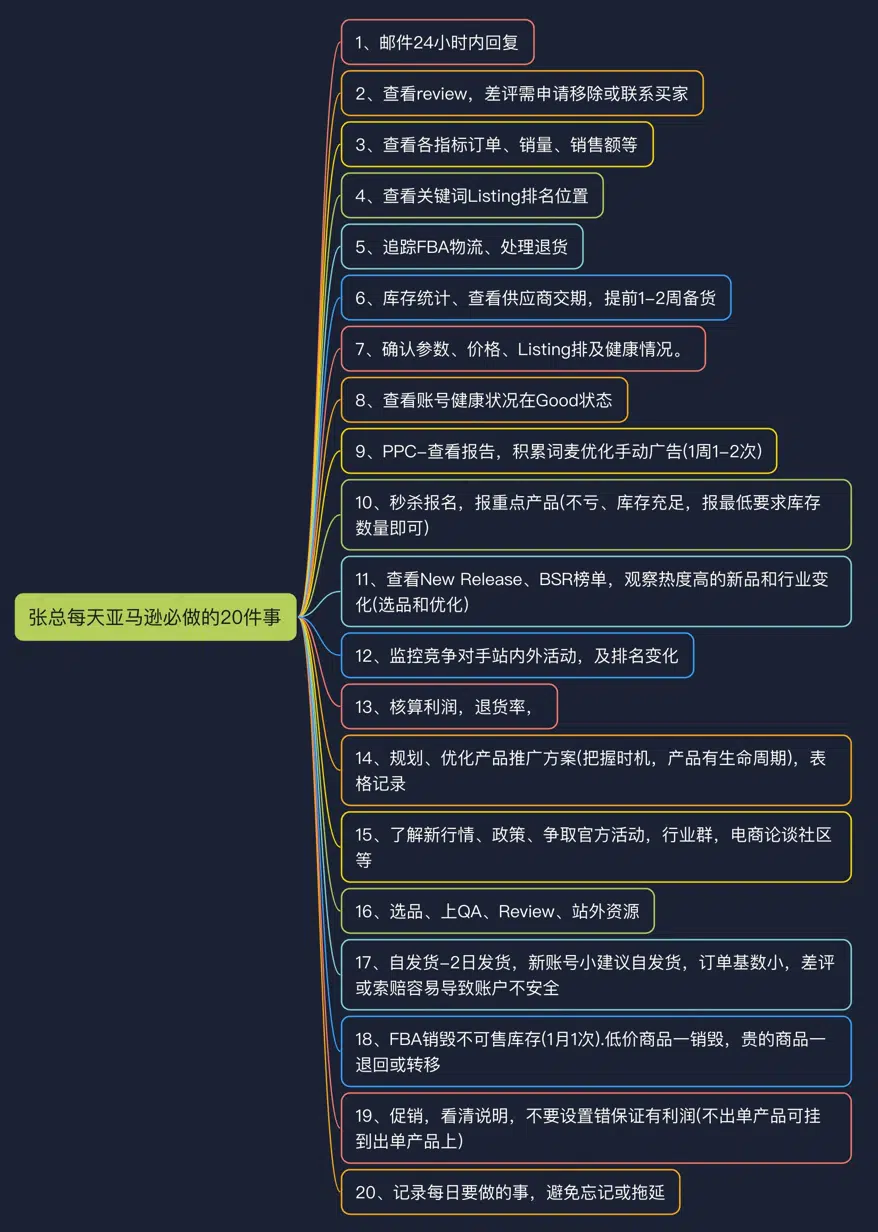 张总每天亚马逊必做的20件事
1、邮件24小时内回复
2、查看review，差评需申请移除或联系买家
3、查看各指标订单、销量、销售额等
4、查看关键词Listing排名位置
5、追踪FBA物流、处理退货
6、库存统计、查看供应商交期，提前1-2周备货
7、确认参数、价格、Listing排及健康情况。
8、查看账号健康状况在Good状态
9、PPC-查看报告，积累词麦优化手动广告(1周1-2次)
10、秒杀报名，报重点产品(不亏、库存充足，报最低要求库存
数量即可)
11、查看New Release、BSR榜单，观察热度高的新品和行业变
化(选品和优化)
12、监控竞争对手站内外活动，及排名变化
13、核算利润，退货率，
14、规划、优化产品推广方案(把握时机，产品有生命周期)，表
格记录
15、了解新行情、政策、争取官方活动，行业群，电商论谈社区
等
16、选品、上QA、Review、站外资源
17、自发货-2日发货，新账号小建议自发货，订单基数小，差评
或索赔容易导致账户不安全
18、FBA销毁不可售库存(1月1次).低价商品一销毁，贵的商品一
退回或转移
19、促销，看清说明，不要设置错保证有利润(不出单产品可挂
到出单产品上)
20、记录每日要做的事，避免忘记或拖延